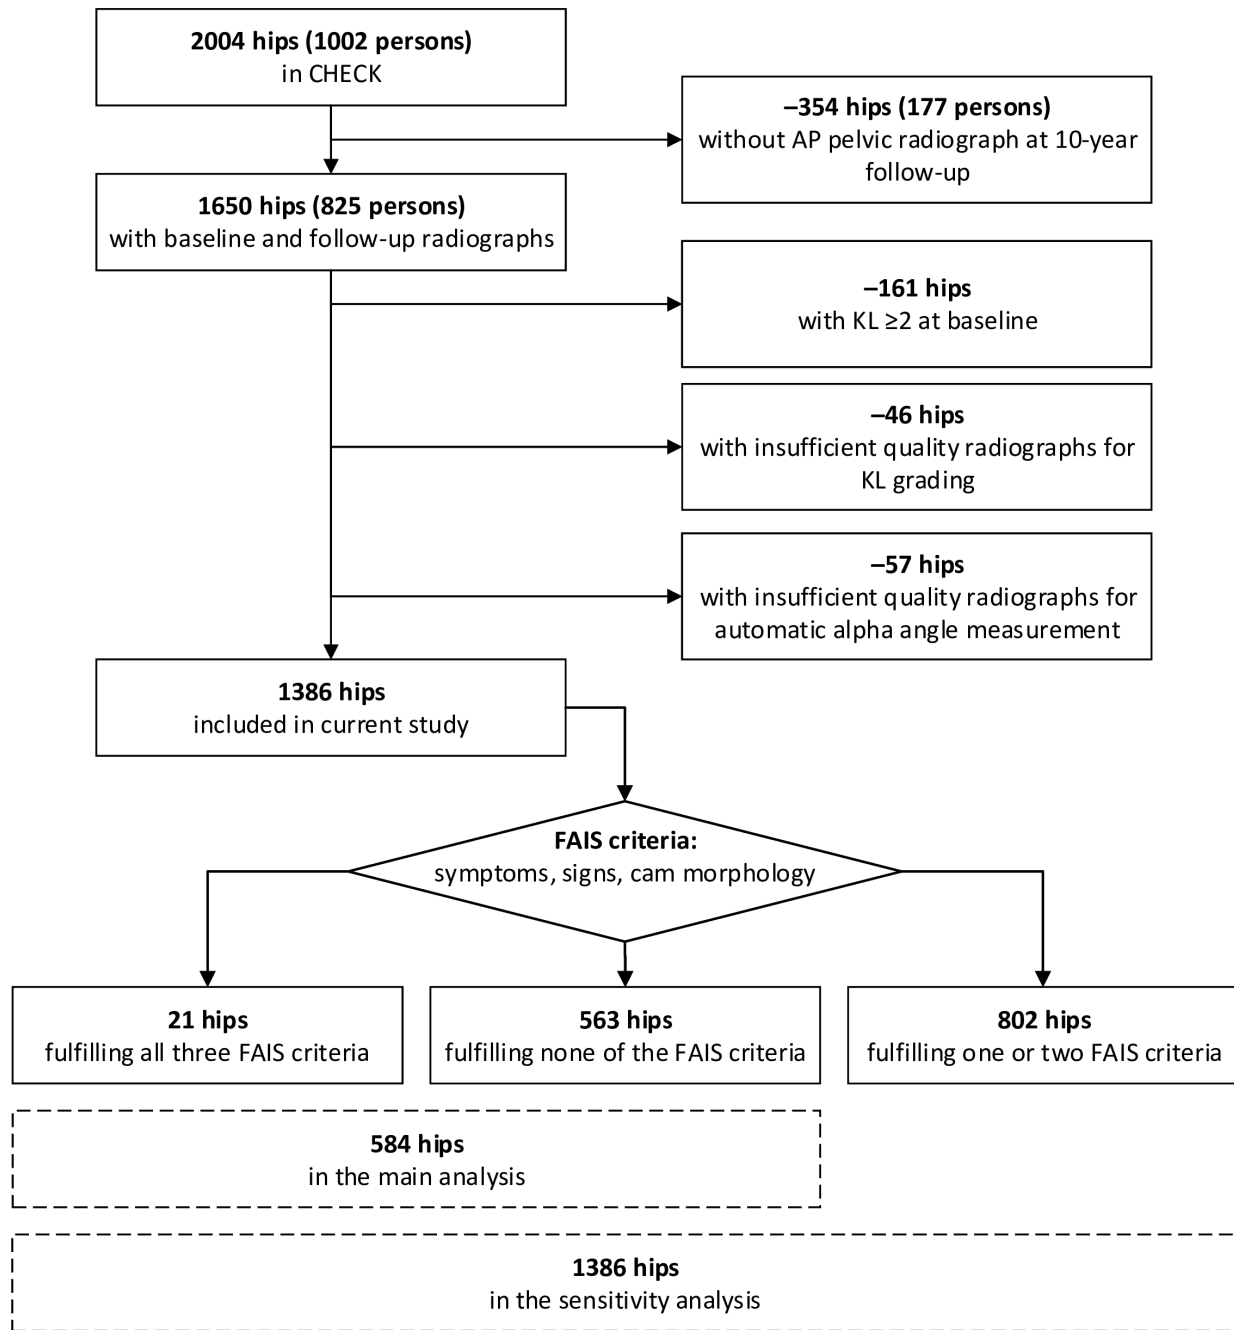 2004 hips (1002 persons)
in CHECK
–354 hips (177 persons)
without AP pelvic radiograph at 10-year
follow-up
1650 hips (825 persons)
with baseline and follow-up radiographs
–161 hips
with KL ≥2 at baseline
–46 hips
with insufficient quality radiographs for
KL grading
–57 hips
with insufficient quality radiographs for
automatic alpha angle measurement
1386 hips
included in current study
FAIS criteria:
symptoms, signs, cam morphology
21 hips
fulfilling all three FAIS criteria
563 hips
fulfilling none of the FAIS criteria
802 hips
fulfilling one or two FAIS criteria
584 hips
in the main analysis
1386 hips
in the sensitivity analysis